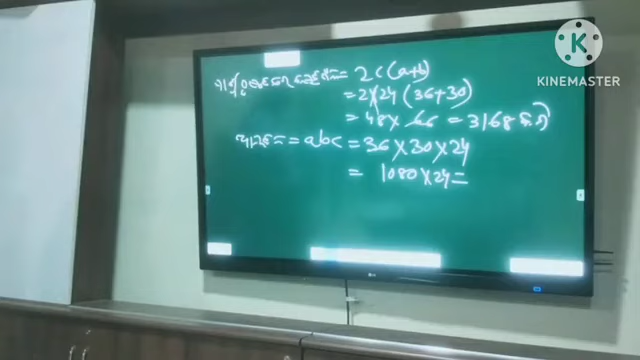 = 2c(a+b)
= 2×24 (36+30)
= 48× 66 = 3168
= abc = 36×30×24
= 1080×24=
KINEMASTER